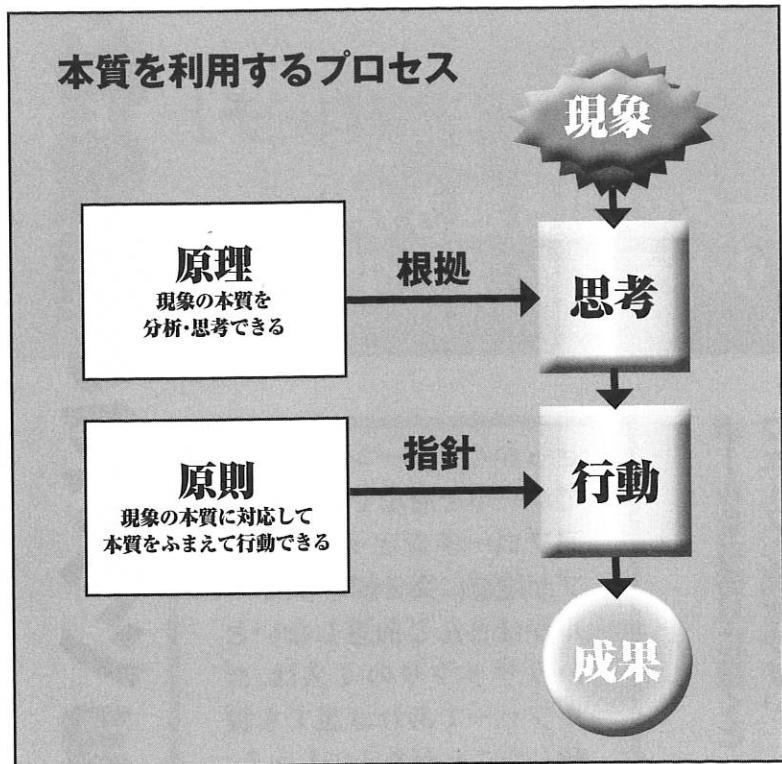 本質を利用するプロセス
現象
原理
現象の本質を
分析・思考できる
根拠
思考
原則
現象の本質に対応して
本質をふまえて行動できる
指針
行動
成果